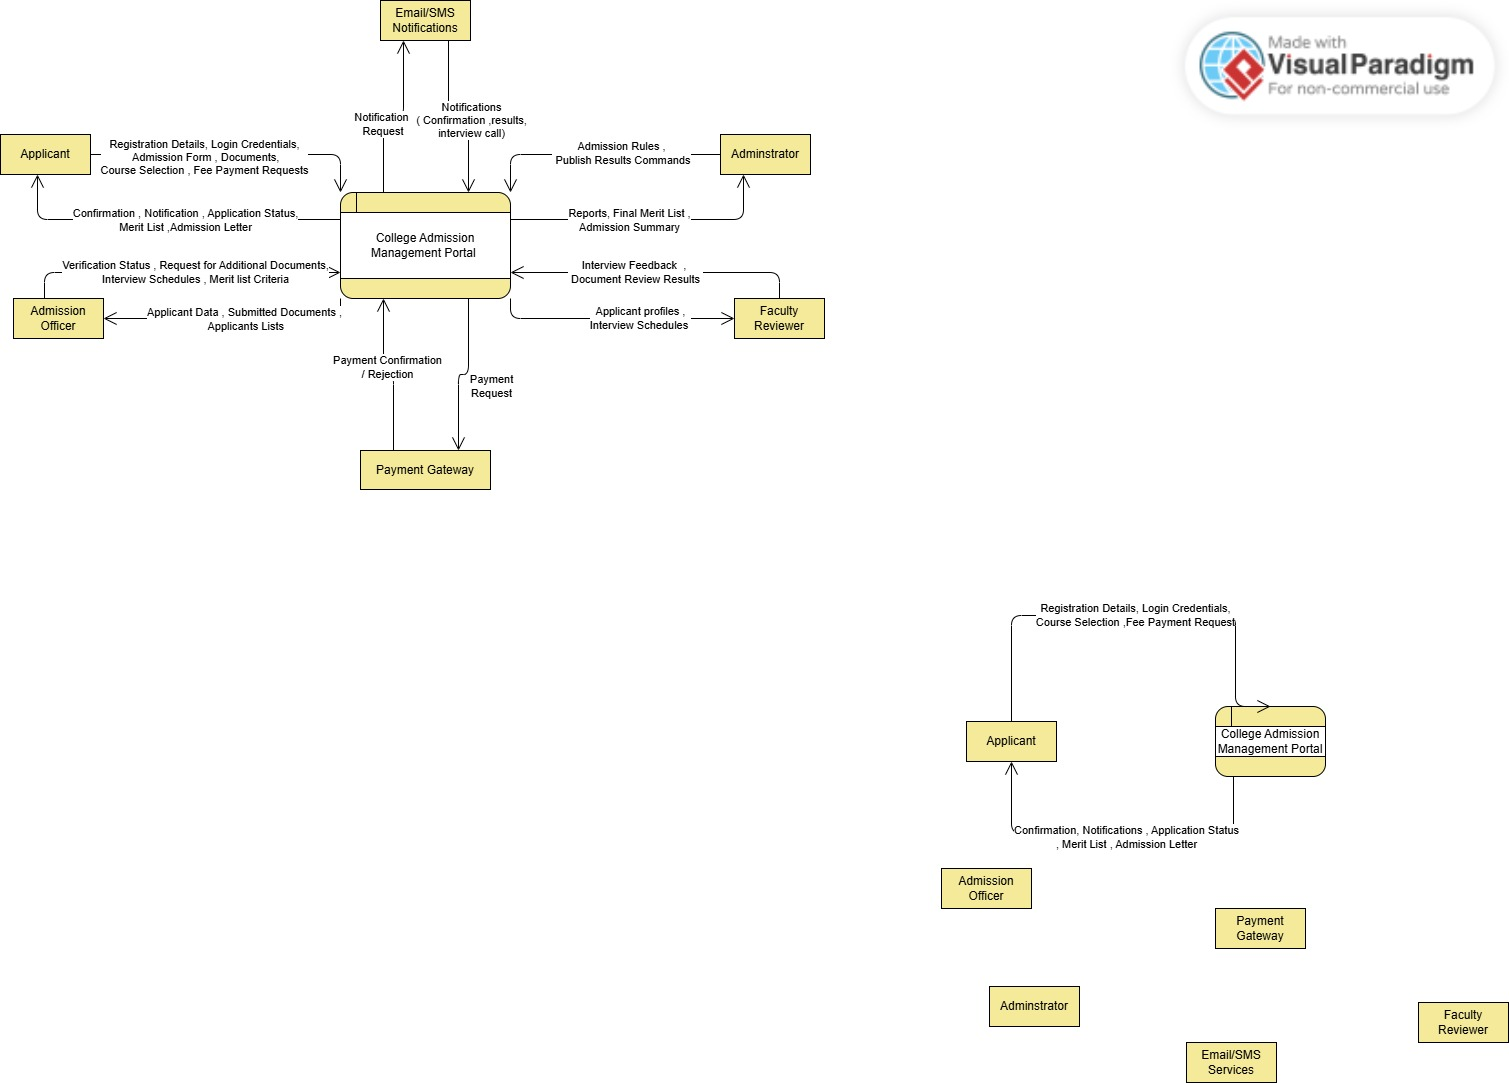 Email/SMS
Notifications
Made with
Visual Paradigm
For non-commercial use
Notification
Request
Notifications
( Confirmation ,results,
interview call)
Applicant
Registration Details, Login Credentials,
Admission Form , Documents,
Course Selection , Fee Payment Requests
Admission Rules ,
Publish Results Commands
Adminstrator
Confirmation , Notification , Application Status,
Merit List ,Admission Letter
College Admission
Management Portal
Reports, Final Merit List ,
Admission Summary
Verification Status , Request for Additional Documents,
Interview Schedules , Merit list Criteria
Interview Feedback  ,
Document Review Results
Admission
Officer
Applicant Data , Submitted Documents ,
Applicants Lists
Applicant profiles ,
Interview Schedules
Faculty
Reviewer
Payment Confirmation
/ Rejection
Payment
Request
Payment Gateway
Registration Details, Login Credentials,
Course Selection ,Fee Payment Request
Applicant
College Admission
Management Portal
Confirmation, Notifications , Application Status
, Merit List , Admission Letter
Admission
Officer
Payment
Gateway
Adminstrator
Faculty
Reviewer
Email/SMS
Services